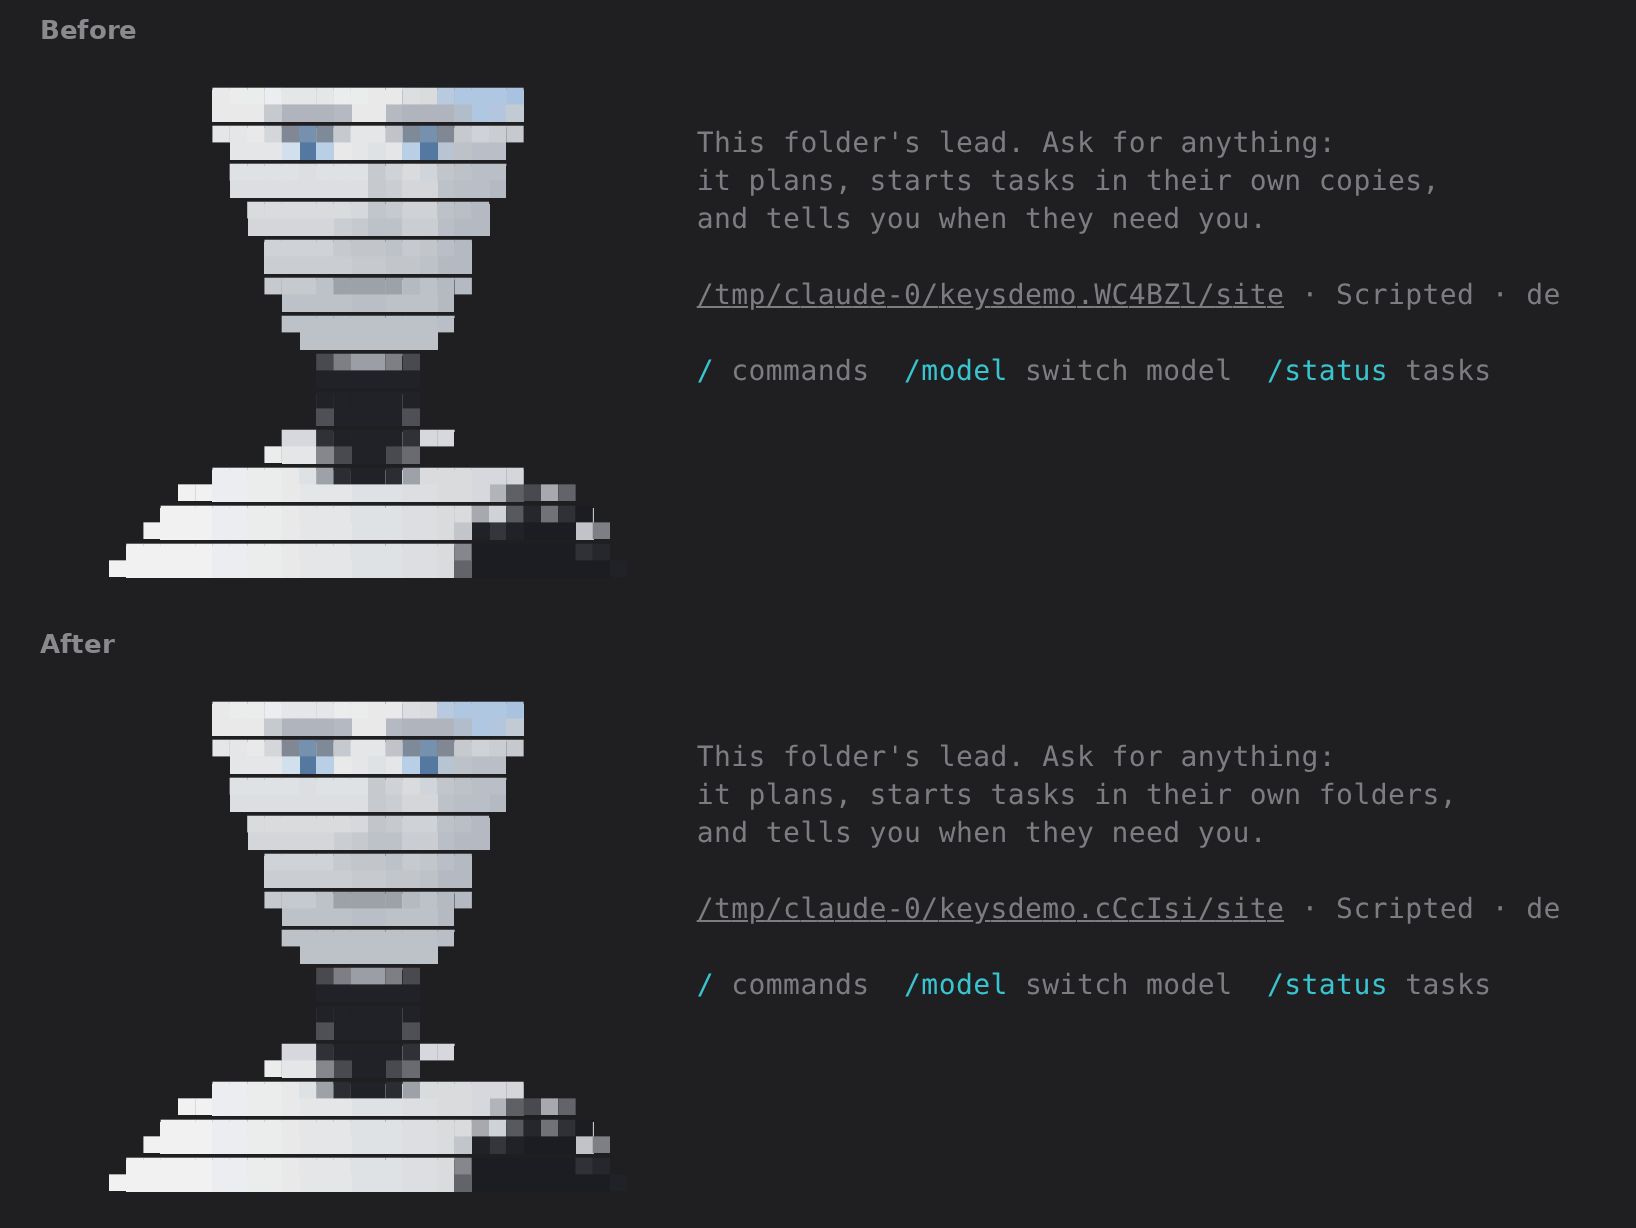 Before
This folder's lead. Ask for anything:
it plans, starts tasks in their own copies,
and tells you when they need you.
/tmp/claude-0/keysdemo.WC4BZl/site · Scripted · de
/ commands  /model switch model  /status tasks
After
This folder's lead. Ask for anything:
it plans, starts tasks in their own folders,
and tells you when they need you.
/tmp/claude-0/keysdemo.cCcIsi/site · Scripted · de
/ commands  /model switch model  /status tasks